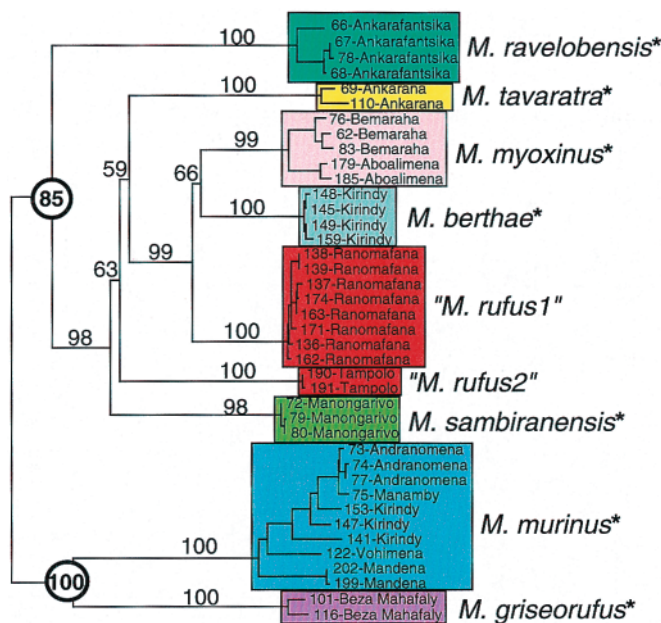 100
66-Ankarafantsika
67-Ankarafantsika
78-Ankarafantsika
68-Ankarafantsika
M. ravelobensis*
100
69-Ankarana
110-Ankarana
M. tavaratra*
99
76-Bemaraha
62-Bemaraha
83-Bemaraha
179-Aboalimena
185-Aboalimena
M. myoxinus*
59
66
85
100
148-Kirindy
145-Kirindy
149-Kirindy
159-Kirindy
M. berthae*
99
63
138-Ranomafana
139-Ranomafana
137-Ranomafana
174-Ranomafana
163-Ranomafana
171-Ranomafana
136-Ranomafana
162-Ranomafana
"M. rufus1"
100
98
100
190-Tampolo
191-Tampolo
"M. rufus2"
98
72-Manongarivo
79-Manongarivo
80-Manongarivo
M. sambiranensis*
73-Andranomena
74-Andranomena
77-Andranomena
75-Manamby
153-Kirindy
147-Kirindy
141-Kirindy
122-Vohimena
202-Mandena
199-Mandena
M. murinus*
100
100
100
101-Beza Mahafaly
116-Beza Mahafaly
M. griseorufus*